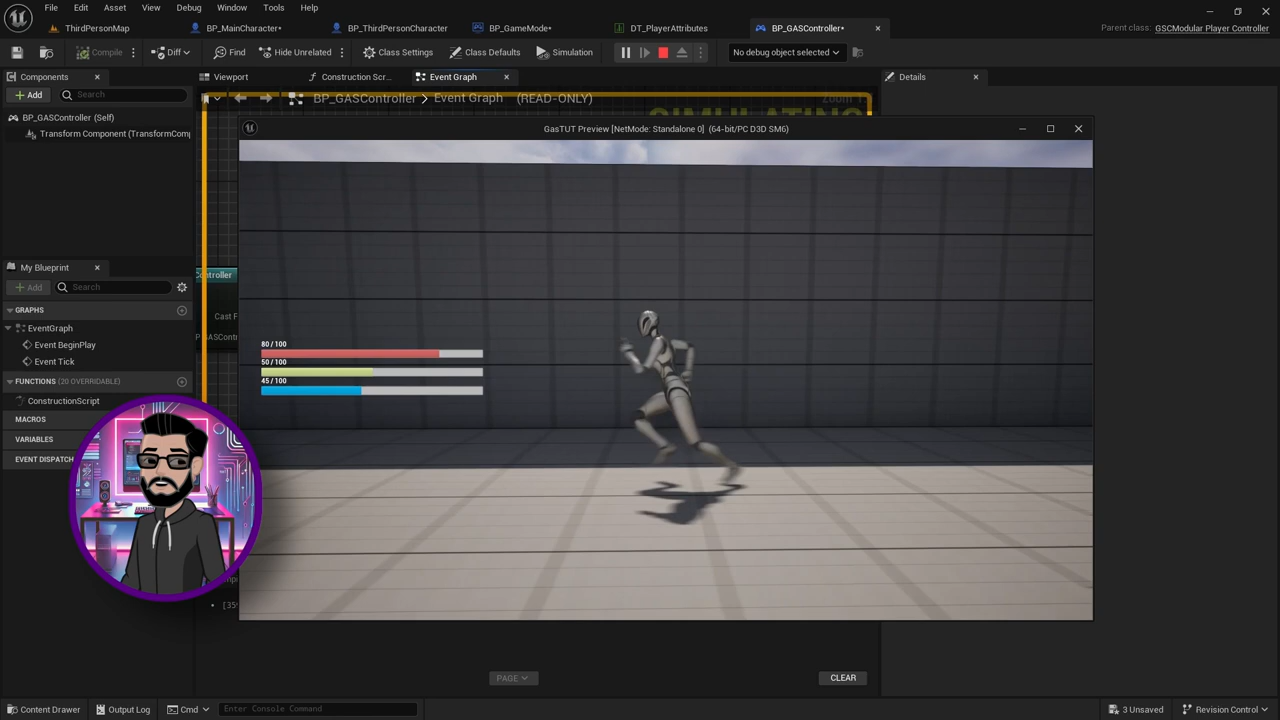 File Edit Asset View Debug Window Tools Help
ThirdPersonMap BP_MainCharacter* BP_ThirdPersonCharacter BP_GameMode* DT_PlayerAttributes BP_GASController* Parent class: GSCModular Player Controller
Compile Diff Find Hide Unrelated Class Settings Class Defaults Simulation No debug object selected
Components Viewport Construction Scr... Event Graph Details
+ Add Search
BP_GASController > Event Graph (READ-ONLY)
SIMULATING
BP_GASController (Self)
Transform Component (TransformComp
GasTUT Preview [NetMode: Standalone 0] (64-bit/PC D3D SM6)
My Blueprint
Controller
+ Add Search
GRAPHS
Cast F
EventGraph
Event BeginPlay
Event Tick
80 / 100
50 / 100
45 / 100
FUNCTIONS (20 OVERRIDABLE)
ConstructionScript
MACROS
VARIABLES
EVENT DISPATC
PAGE CLEAR
Content Drawer Output Log Cmd Enter Console Command 3 Unsaved Revision Control